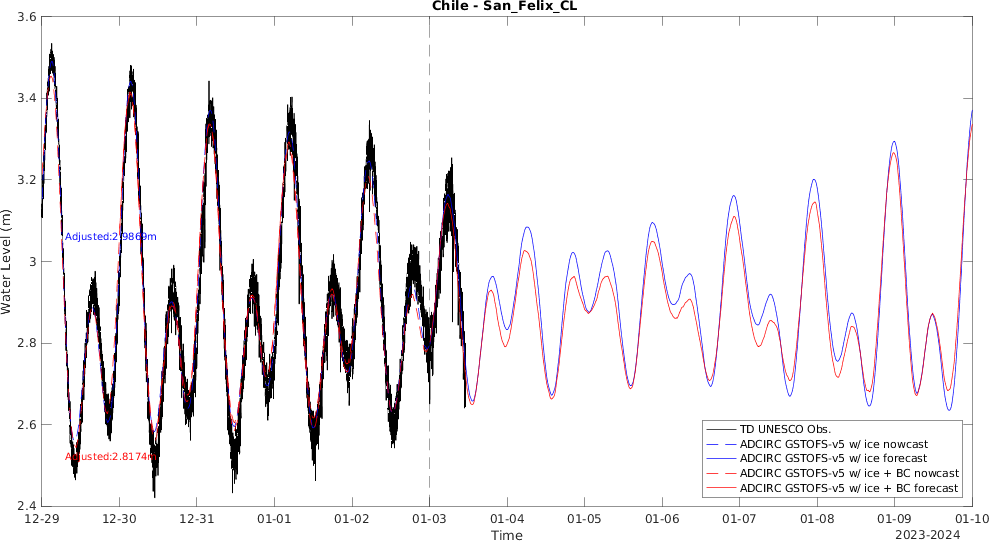 Chile - San_Felix_CL
3.6
3.4
3.2
3
2.8
2.6
2.4
Water Level (m)
Adjusted:2.9869m
Adjusted:2.8174m
TD UNESCO Obs.
ADCIRC GSTOFS-v5 w/ ice nowcast
ADCIRC GSTOFS-v5 w/ ice forecast
ADCIRC GSTOFS-v5 w/ ice + BC nowcast
ADCIRC GSTOFS-v5 w/ ice + BC forecast
12-29 12-30 12-31 01-01 01-02 01-03 01-04 01-05 01-06 01-07 01-08 01-09 01-10
Time
2023-2024